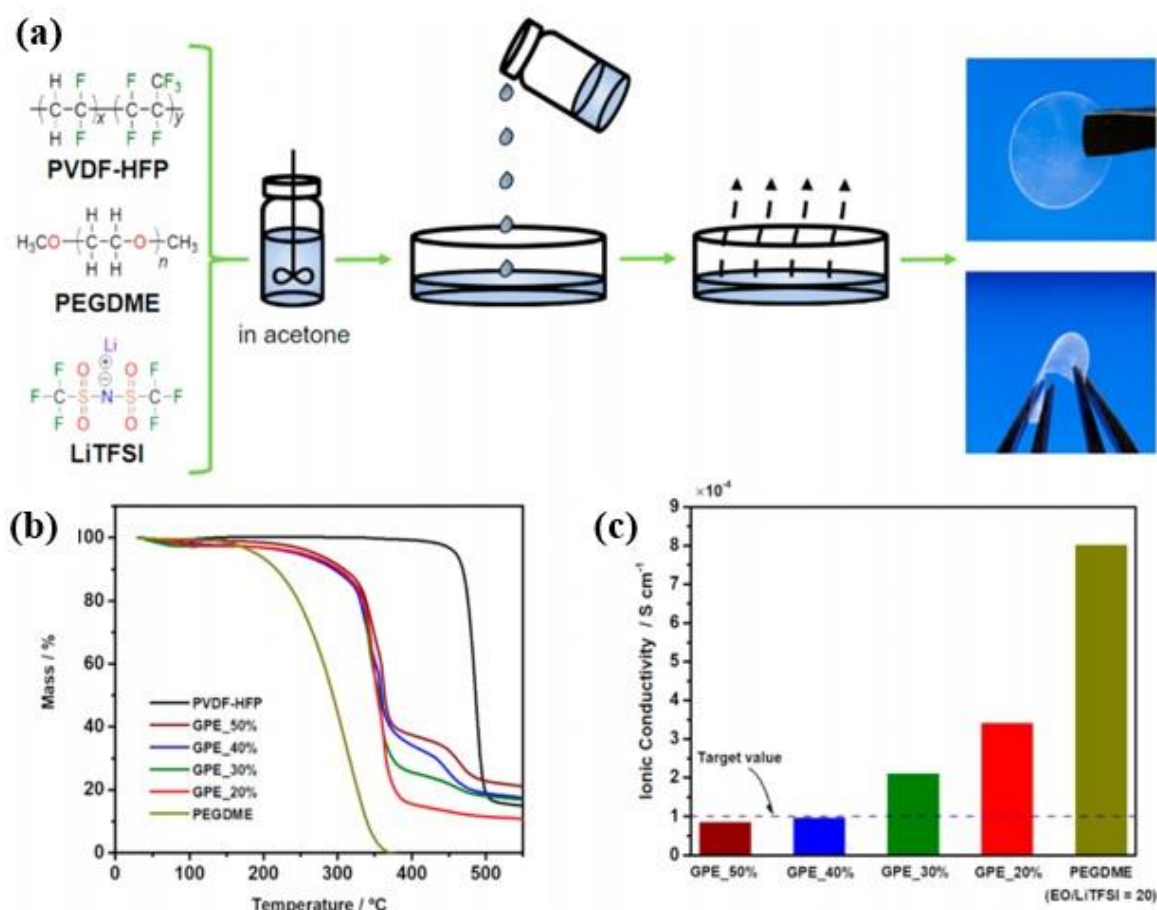 (a)
H F F CF3
C C C C
x y
H F F F
PVDF-HFP
H H
H3CO C C O CH3
n
H H
PEGDME
Li
+
−
F O O F
F C S N S C F
F O O F
LiTFSI
in acetone
(b)
100
80
60
40
20
0
Mass / %
PVDF-HFP
GPE_50%
GPE_40%
GPE_30%
GPE_20%
PEGDME
0 100 200 300 400 500
Temperature / ºC
(c)
×10⁻⁴
9
8
7
6
5
4
3
2
1
0
Ionic Conductivity / S cm⁻¹
Target value
GPE_50% GPE_40% GPE_30% GPE_20% PEGDME
(EO/LiTFSI = 20)